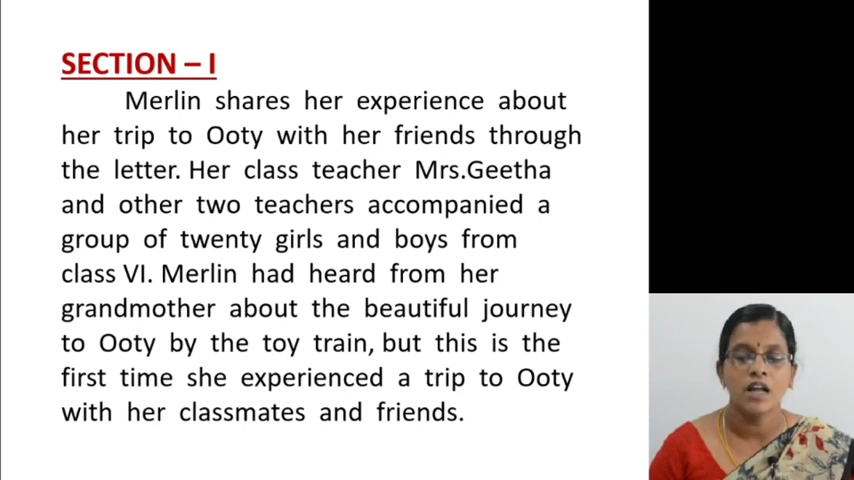 SECTION – I
Merlin shares her experience about
her trip to Ooty with her friends through
the letter. Her class teacher Mrs.Geetha
and other two teachers accompanied a
group of twenty girls and boys from
class VI. Merlin had heard from her
grandmother about the beautiful journey
to Ooty by the toy train, but this is the
first time she experienced a trip to Ooty
with her classmates and friends.